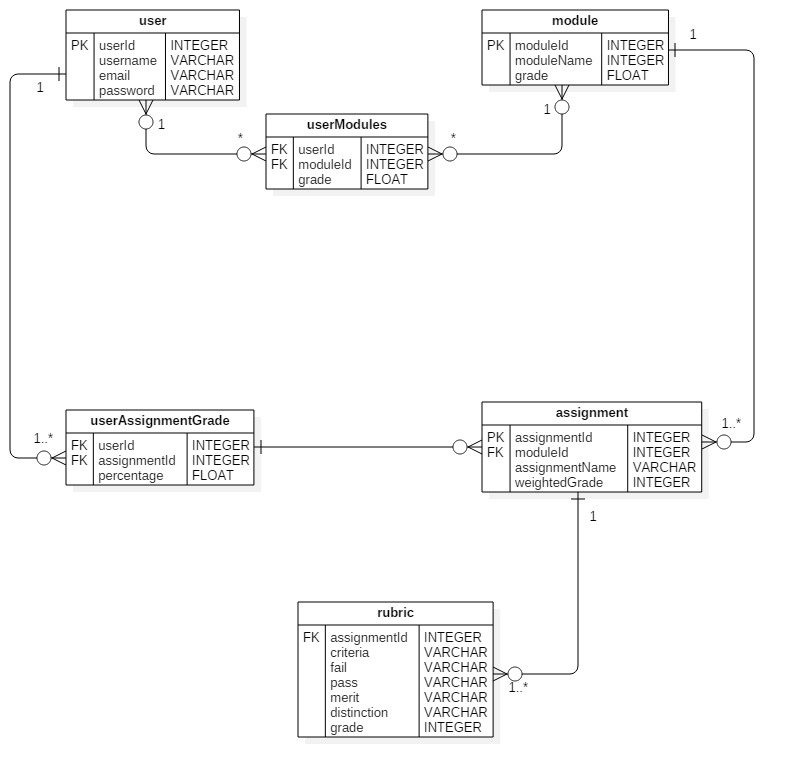 user
PK userId INTEGER
username VARCHAR
email VARCHAR
password VARCHAR
module
PK moduleId INTEGER
moduleName INTEGER
grade FLOAT
1
1
1
1
userModules
FK userId INTEGER
FK moduleId INTEGER
grade FLOAT
*
*
userAssignmentGrade
FK userId INTEGER
FK assignmentId INTEGER
percentage FLOAT
1..*
assignment
PK assignmentId INTEGER
FK moduleId INTEGER
assignmentName VARCHAR
weightedGrade INTEGER
1..*
1
rubric
FK assignmentId INTEGER
criteria VARCHAR
fail VARCHAR
pass VARCHAR
merit VARCHAR
distinction VARCHAR
grade INTEGER
1..*